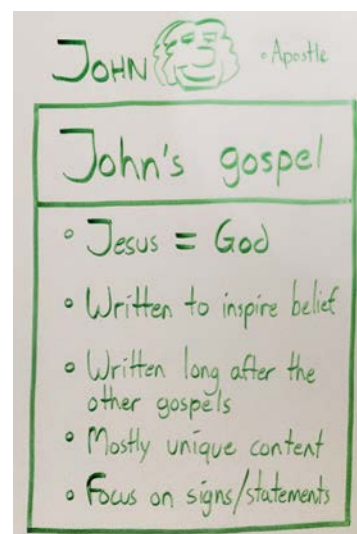 JOHN
• Apostle
John's gospel
• Jesus = God
• Written to inspire belief
• Written long after the
other gospels
• Mostly unique content
• Focus on signs/statements